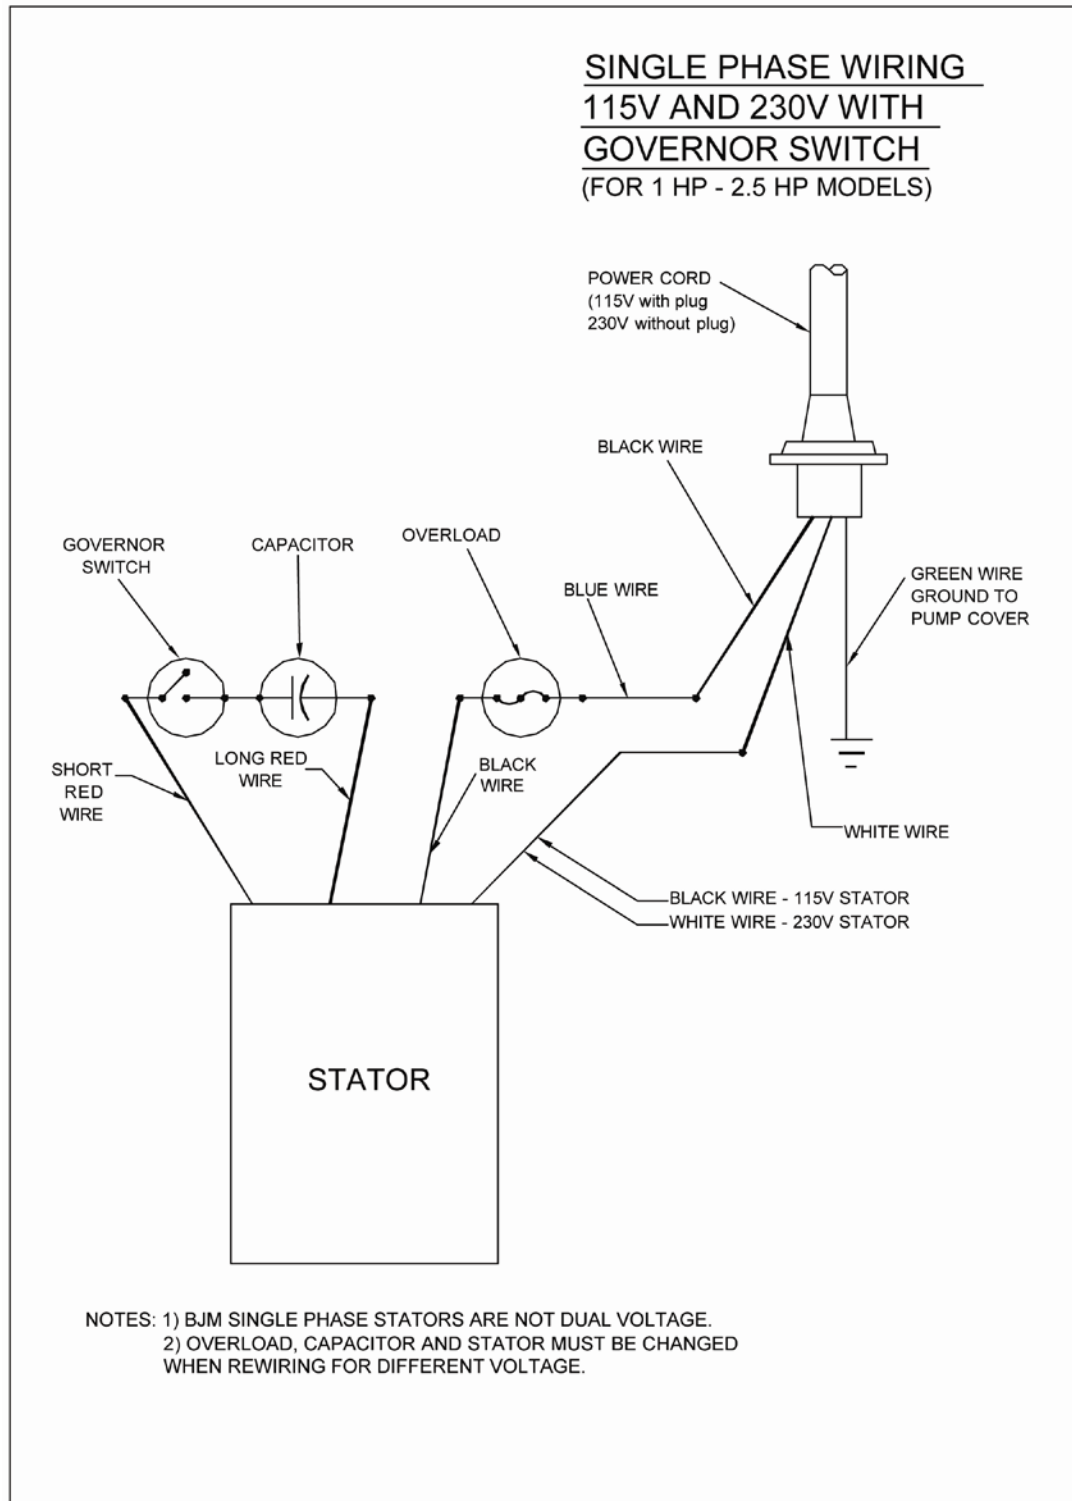 SINGLE PHASE WIRING
115V AND 230V WITH
GOVERNOR SWITCH
(FOR 1 HP - 2.5 HP MODELS)
POWER CORD
(115V with plug
230V without plug)
BLACK WIRE
OVERLOAD
GOVERNOR
SWITCH
CAPACITOR
BLUE WIRE
GREEN WIRE
GROUND TO
PUMP COVER
SHORT
RED
WIRE
LONG RED
WIRE
BLACK
WIRE
WHITE WIRE
BLACK WIRE - 115V STATOR
WHITE WIRE - 230V STATOR
STATOR
NOTES: 1) BJM SINGLE PHASE STATORS ARE NOT DUAL VOLTAGE.
2) OVERLOAD, CAPACITOR AND STATOR MUST BE CHANGED
WHEN REWIRING FOR DIFFERENT VOLTAGE.